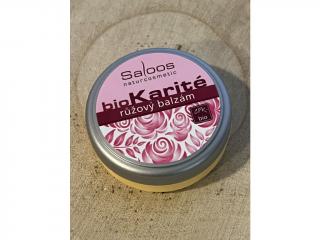 Saloos
naturcosmetic
bioKarité
růžový balzám
bio